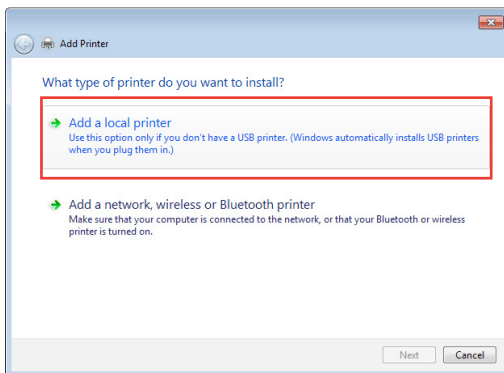 Add Printer
What type of printer do you want to install?
Add a local printer
Use this option only if you don't have a USB printer. (Windows automatically installs USB printers
when you plug them in.)
Add a network, wireless or Bluetooth printer
Make sure that your computer is connected to the network, or that your Bluetooth or wireless
printer is turned on.
Next
Cancel